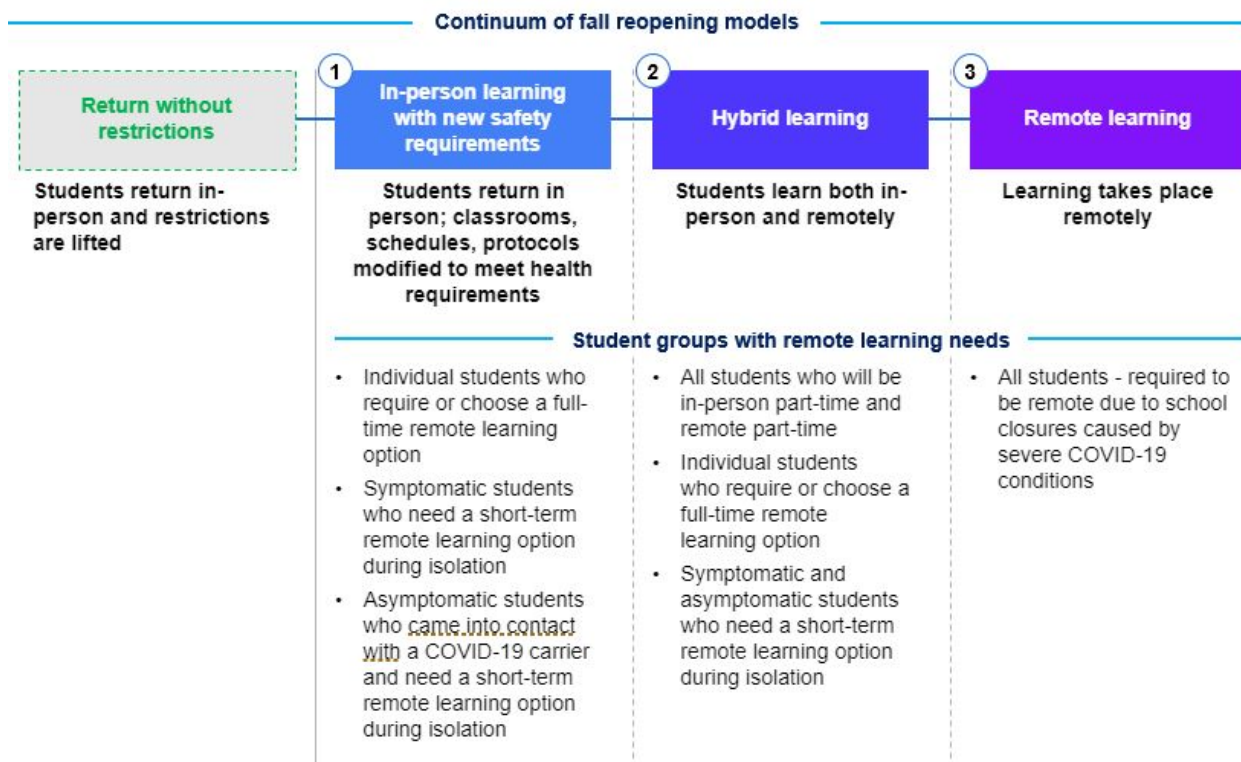 Continuum of fall reopening models
Return without
restrictions
Students return in-
person and restrictions
are lifted
1
In-person learning
with new safety
requirements
Students return in
person; classrooms,
schedules, protocols
modified to meet health
requirements
2
Hybrid learning
Students learn both in-
person and remotely
3
Remote learning
Learning takes place
remotely
Student groups with remote learning needs
• Individual students who
require or choose a full-
time remote learning
option
• Symptomatic students
who need a short-term
remote learning option
during isolation
• Asymptomatic students
who came into contact
with a COVID-19 carrier
and need a short-term
remote learning option
during isolation
• All students who will be
in-person part-time and
remote part-time
• Individual students
who require or choose a
full-time remote
learning option
• Symptomatic and
asymptomatic students
who need a short-term
remote learning option
during isolation
• All students - required to
be remote due to school
closures caused by
severe COVID-19
conditions